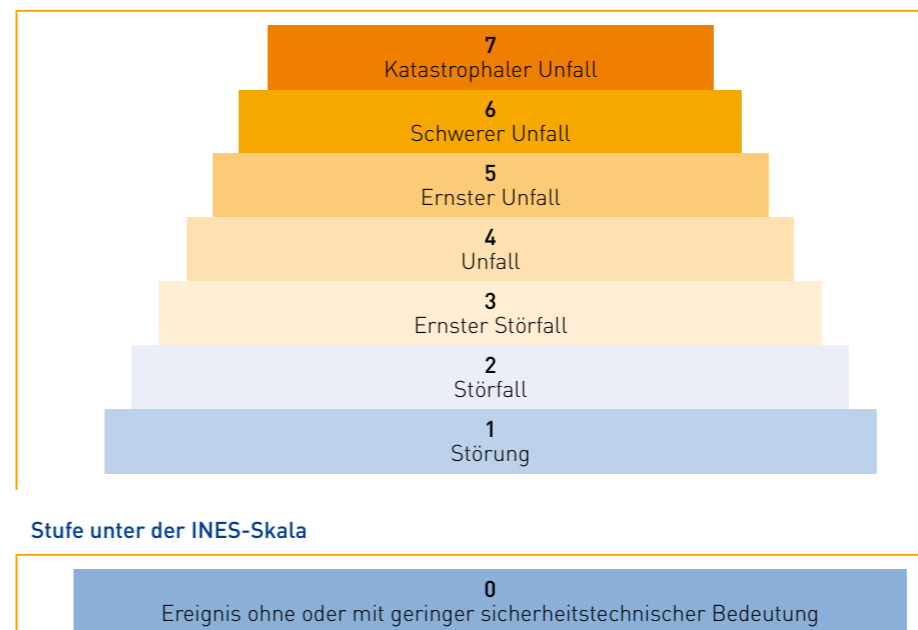 7
Katastrophaler Unfall
6
Schwerer Unfall
5
Ernster Unfall
4
Unfall
3
Ernster Störfall
2
Störfall
1
Störung
Stufe unter der INES-Skala
0
Ereignis ohne oder mit geringer sicherheitstechnischer Bedeutung